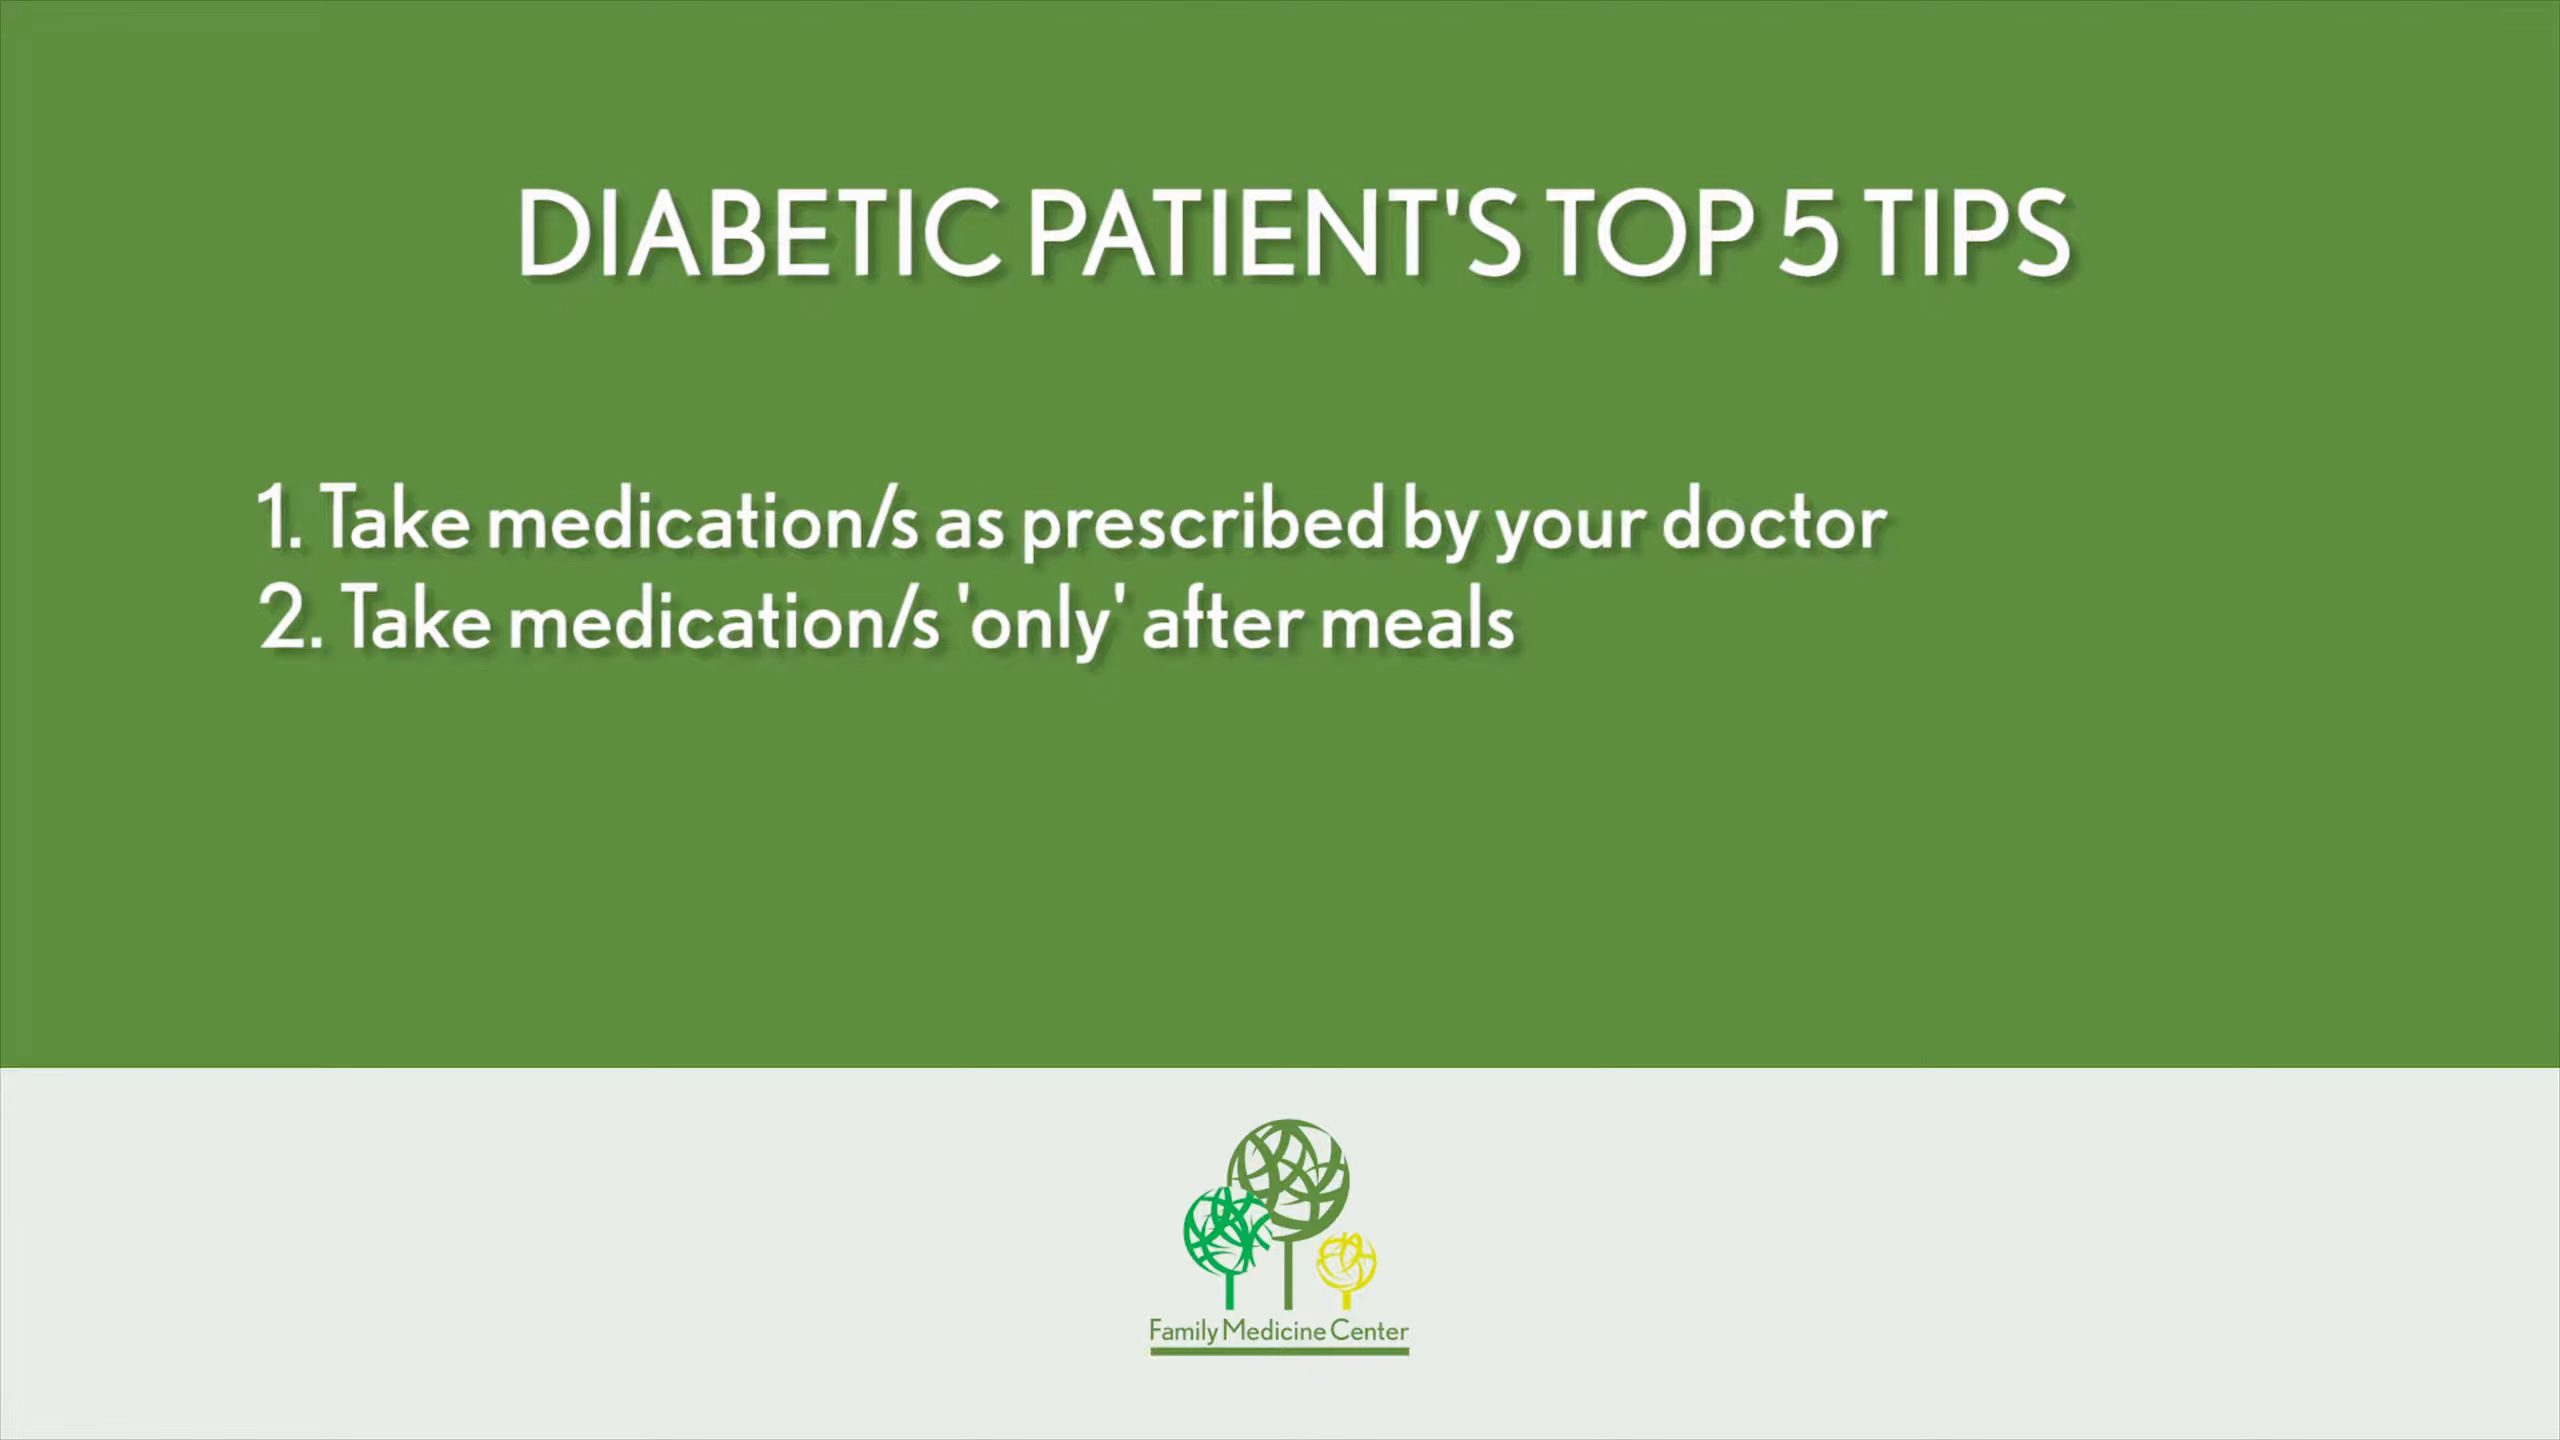 DIABETIC PATIENT'S TOP 5 TIPS
1. Take medication/s as prescribed by your doctor
2. Take medication/s 'only' after meals
Family Medicine Center